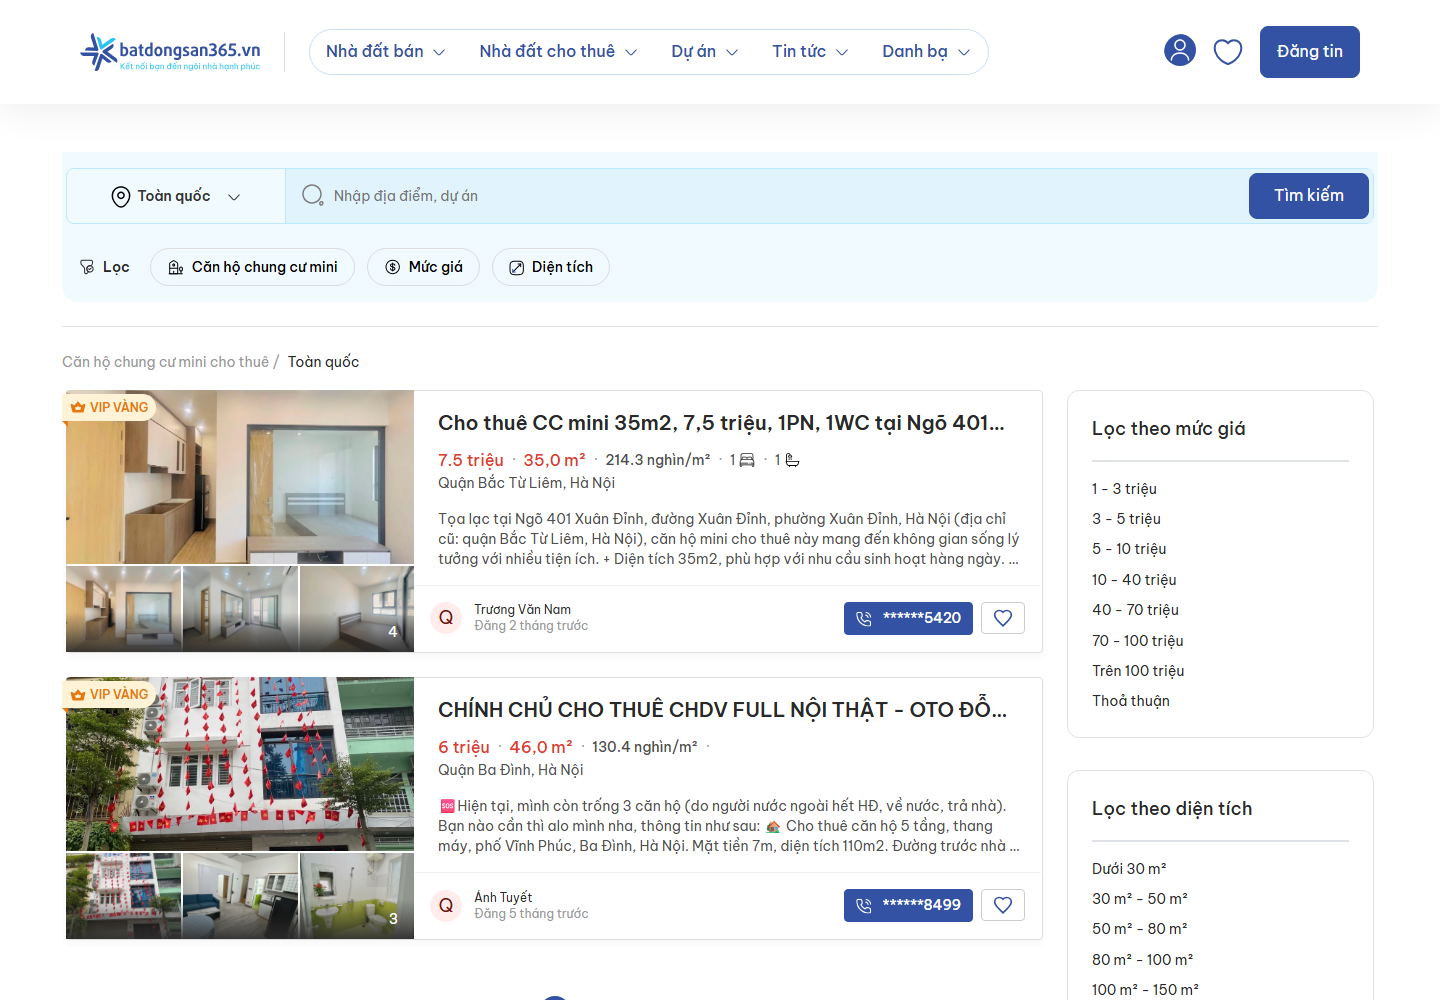 batdongsan365.vn
Kết nối bạn đến ngôi nhà hạnh phúc
Nhà đất bán
Nhà đất cho thuê
Dự án
Tin tức
Danh bạ
Đăng tin
Toàn quốc
Nhập địa điểm, dự án
Tìm kiếm
Lọc
Căn hộ chung cư mini
Mức giá
Diện tích
Căn hộ chung cư mini cho thuê / Toàn quốc
VIP VÀNG
4
Cho thuê CC mini 35m2, 7,5 triệu, 1PN, 1WC tại Ngõ 401...
7.5 triệu · 35,0 m² · 214.3 nghìn/m² · 1 · 1
Quận Bắc Từ Liêm, Hà Nội
Tọa lạc tại Ngõ 401 Xuân Đỉnh, đường Xuân Đỉnh, phường Xuân Đỉnh, Hà Nội (địa chỉ
cũ: quận Bắc Từ Liêm, Hà Nội), căn hộ mini cho thuê này mang đến không gian sống lý
tưởng với nhiều tiện ích. + Diện tích 35m2, phù hợp với nhu cầu sinh hoạt hàng ngày. ...
Q
Trương Văn Nam
Đăng 2 tháng trước
******5420
VIP VÀNG
3
CHÍNH CHỦ CHO THUÊ CHDV FULL NỘI THẬT - OTO ĐỖ...
6 triệu · 46,0 m² · 130.4 nghìn/m² ·
Quận Ba Đình, Hà Nội
🆘Hiện tại, mình còn trống 3 căn hộ (do người nước ngoài hết HĐ, về nước, trả nhà).
Bạn nào cần thì alo mình nha, thông tin như sau: 🏠 Cho thuê căn hộ 5 tầng, thang
máy, phố Vĩnh Phúc, Ba Đình, Hà Nội. Mặt tiền 7m, diện tích 110m2. Đường trước nhà ...
Q
Ánh Tuyết
Đăng 5 tháng trước
******8499
Lọc theo mức giá
1 - 3 triệu
3 - 5 triệu
5 - 10 triệu
10 - 40 triệu
40 - 70 triệu
70 - 100 triệu
Trên 100 triệu
Thoả thuận
Lọc theo diện tích
Dưới 30 m²
30 m² - 50 m²
50 m² - 80 m²
80 m² - 100 m²
100 m² - 150 m²